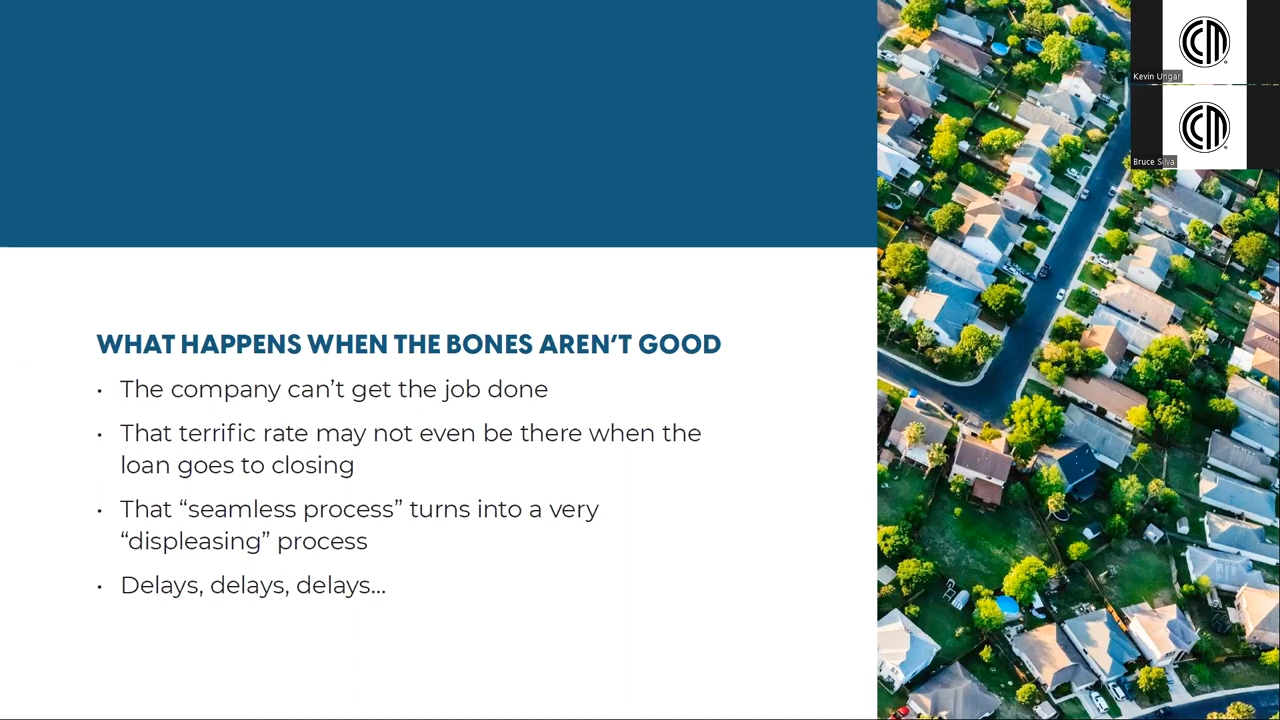 Kevin Ungar
Bruce Silva
WHAT HAPPENS WHEN THE BONES AREN’T GOOD
• The company can’t get the job done
• That terrific rate may not even be there when the
loan goes to closing
• That “seamless process” turns into a very
“displeasing” process
• Delays, delays, delays...